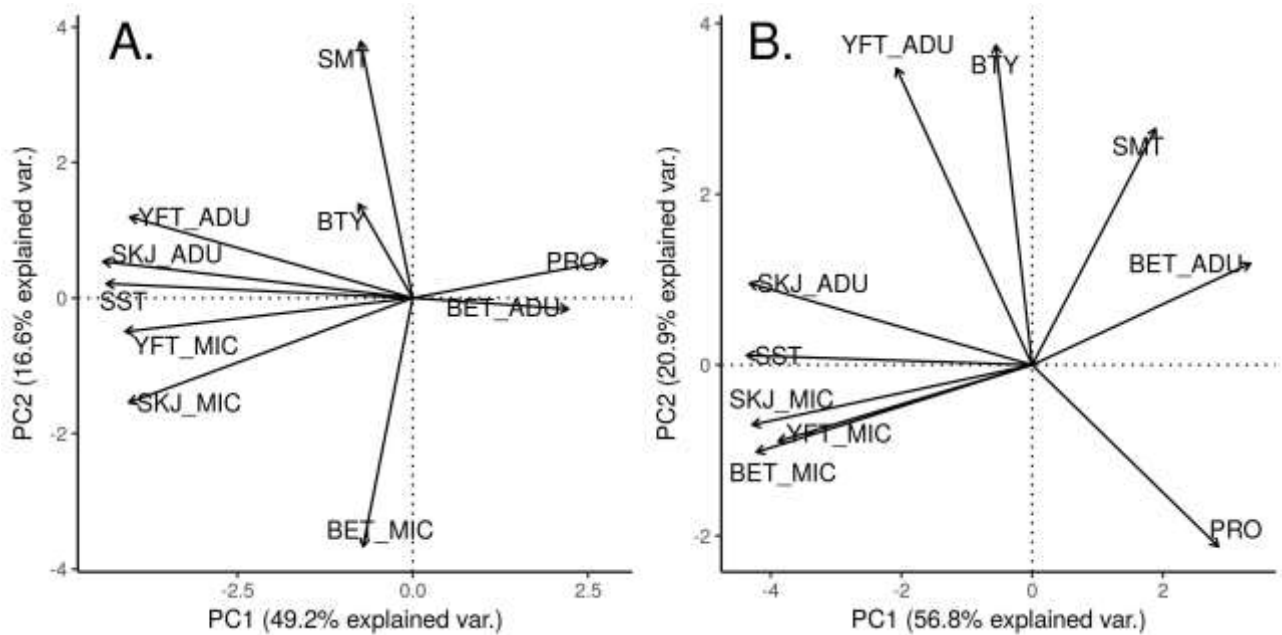 A.
4
2
0
-2
-4
PC2 (16.6% explained var.)
SMT
YFT_ADU
BTY
SKJ_ADU
PRO
SST
BET_ADU
YFT_MIC
SKJ_MIC
BET_MIC
-2.5
0.0
2.5
PC1 (49.2% explained var.)
B.
4
2
0
-2
PC2 (20.9% explained var.)
YFT_ADU
BTY
SMT
BET_ADU
SKJ_ADU
SST
SKJ_MIC
YFT_MIC
BET_MIC
PRO
-4
-2
0
2
PC1 (56.8% explained var.)